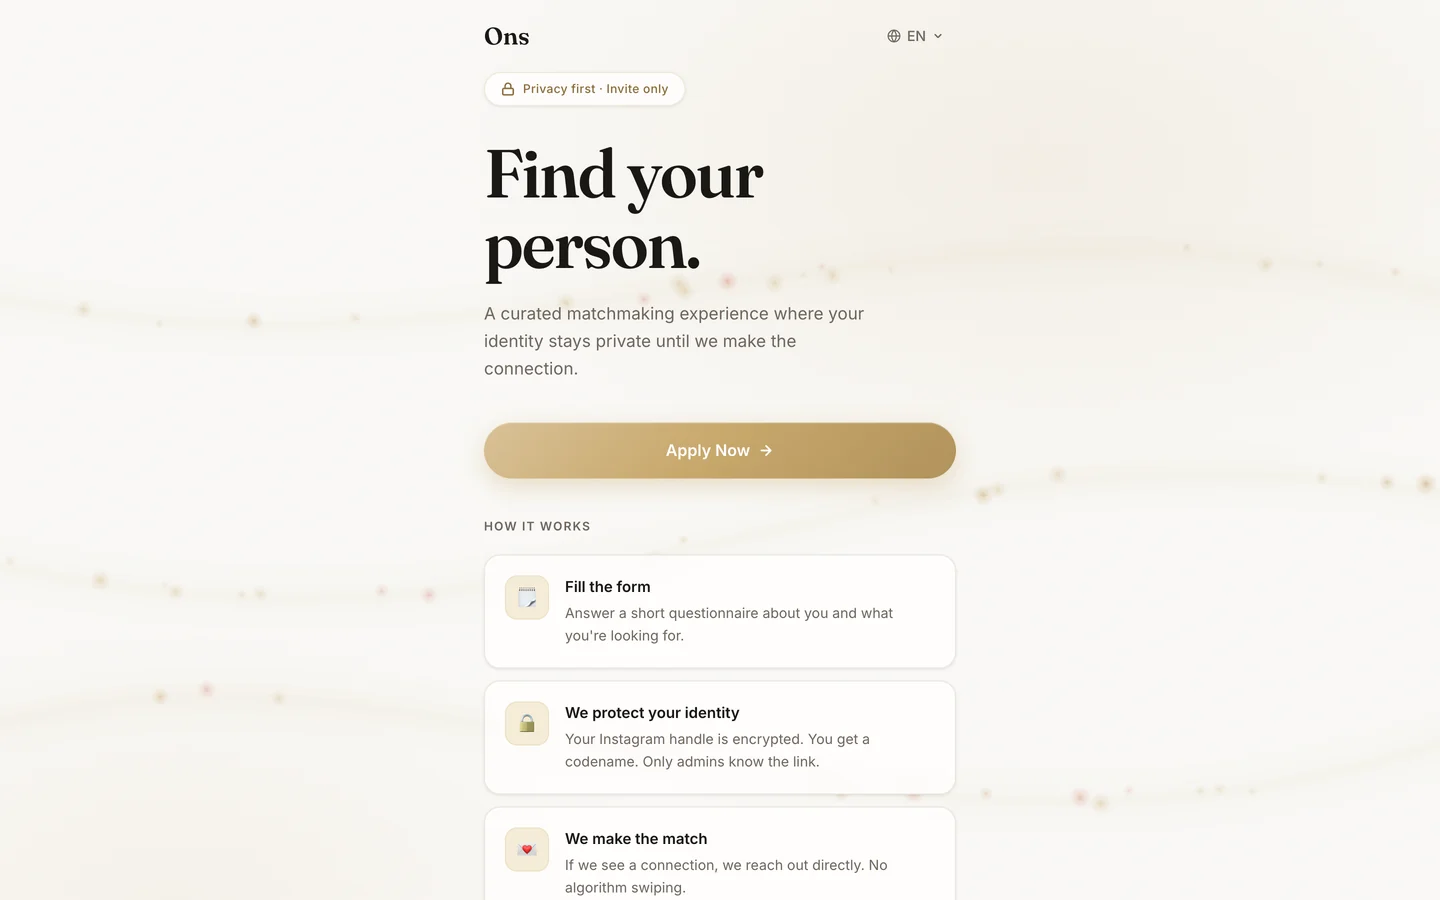 Ons
EN
Privacy first · Invite only
Find your
person.
A curated matchmaking experience where your
identity stays private until we make the
connection.
Apply Now →
HOW IT WORKS
Fill the form
Answer a short questionnaire about you and what
you're looking for.
We protect your identity
Your Instagram handle is encrypted. You get a
codename. Only admins know the link.
We make the match
If we see a connection, we reach out directly. No
algorithm swiping.